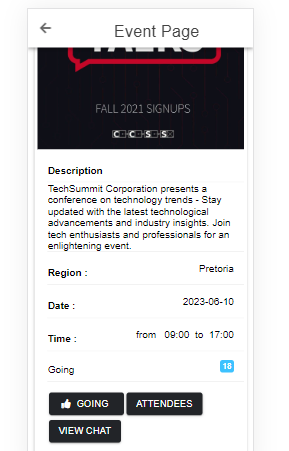 Event Page
TALKS
FALL 2021 SIGNUPS
Description
TechSummit Corporation presents a
conference on technology trends - Stay
updated with the latest technological
advancements and industry insights. Join
tech enthusiasts and professionals for an
enlightening event.
Region : Pretoria
Date : 2023-06-10
Time : from 09:00 to 17:00
Going 18
GOING ATTENDEES
VIEW CHAT